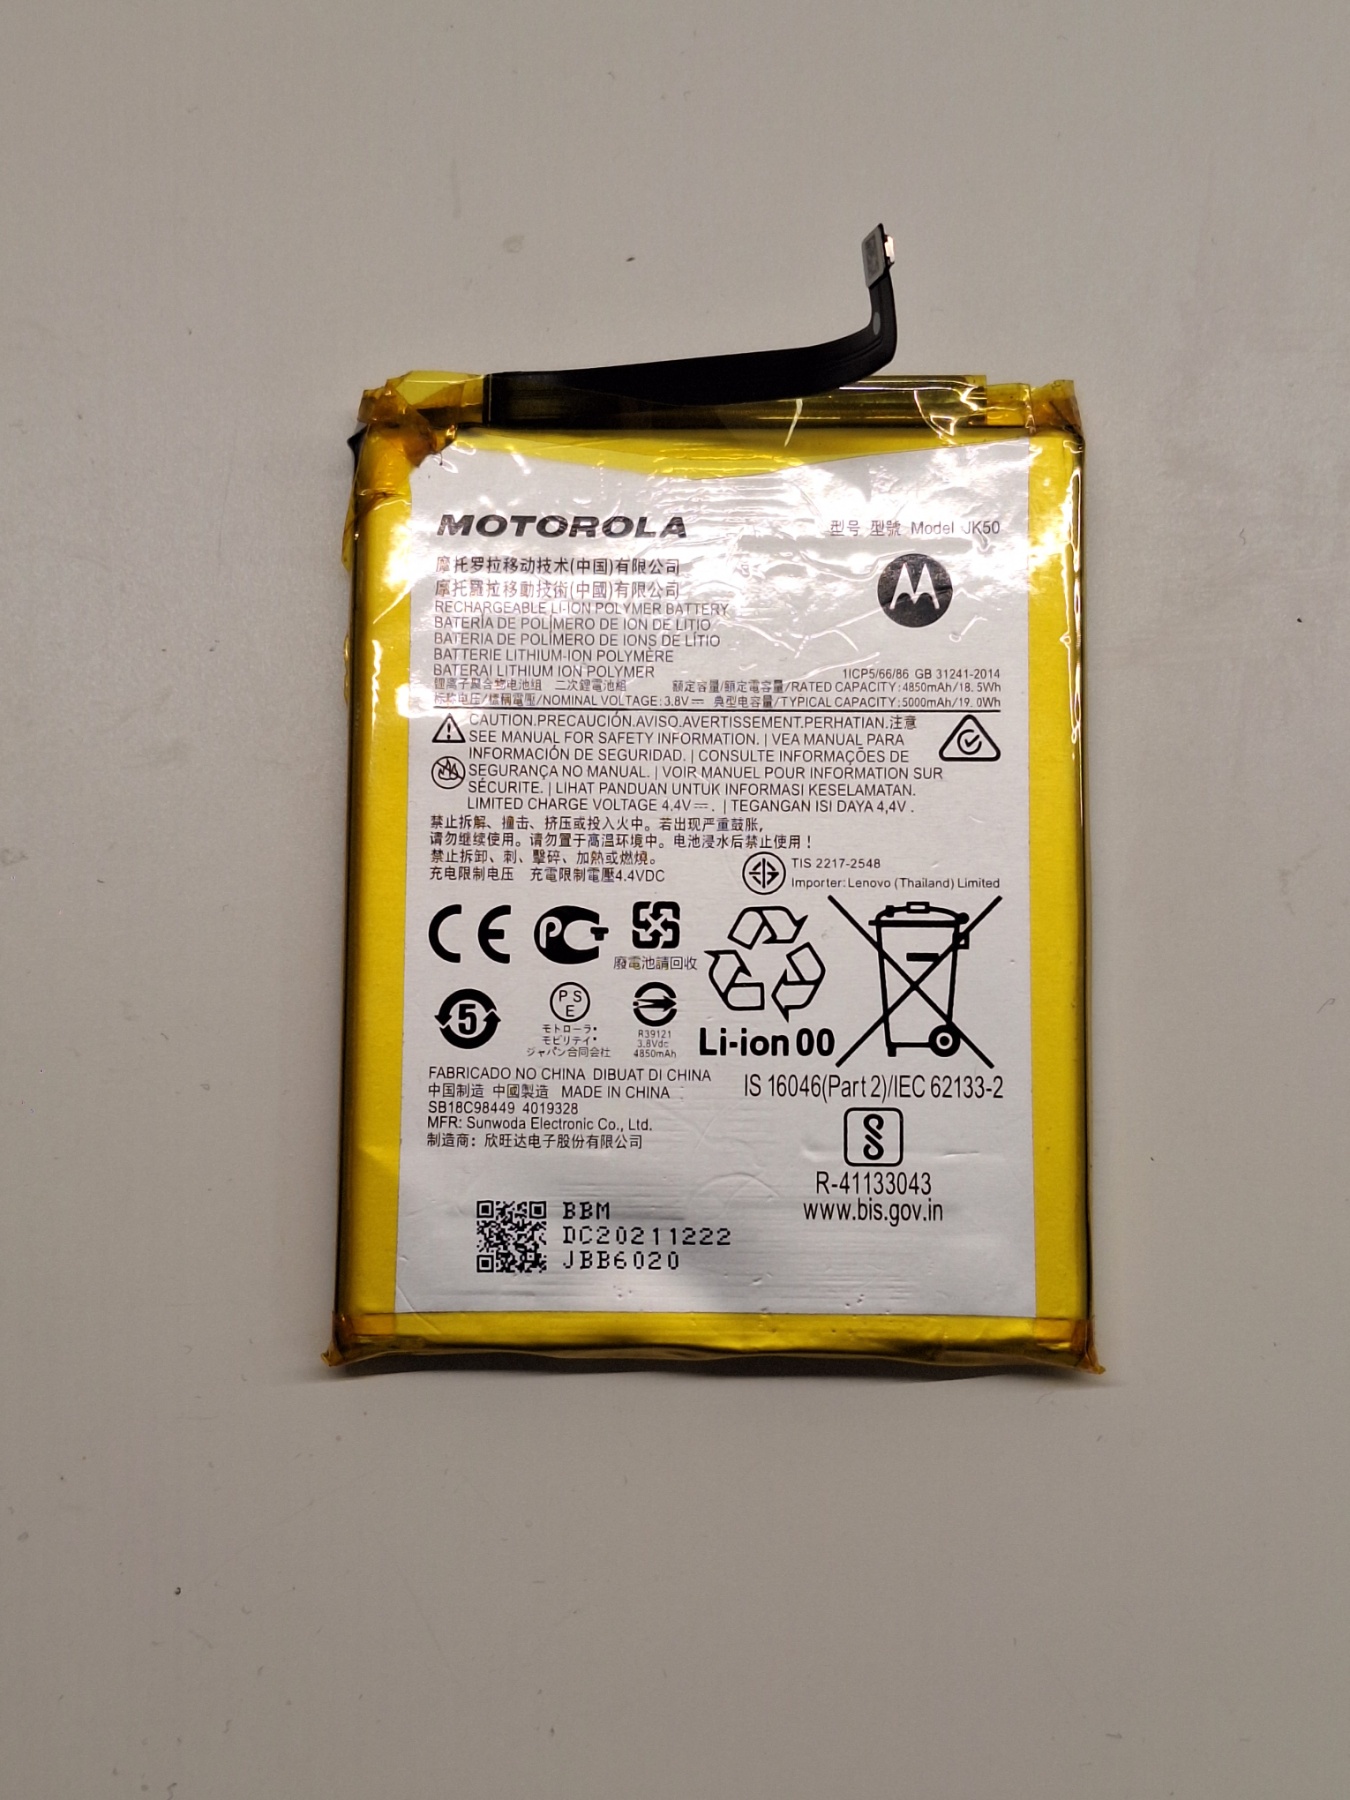 MOTOROLA
型号 型號 Model JK50
摩托罗拉移动技术(中国)有限公司
摩托羅拉移動技術(中國)有限公司
RECHARGEABLE LI-ION POLYMER BATTERY
BATERÍA DE POLÍMERO DE ION DE LITIO
BATERIA DE POLÍMERO DE IONS DE LÍTIO
BATTERIE LITHIUM-ION POLYMÈRE
BATERAI LITHIUM ION POLYMER
1ICP5/66/86 GB 31241-2014
鋰离子聚合物电池组 二次鋰電池組 额定容量/額定電容量/RATED CAPACITY:4850mAh/18.5Wh
标称电压/標稱電壓/NOMINAL VOLTAGE:3.8V⎓ 典型电容量/TYPICAL CAPACITY:5000mAh/19.0Wh
CAUTION.PRECAUCIÓN.AVISO.AVERTISSEMENT.PERHATIAN.注意
SEE MANUAL FOR SAFETY INFORMATION. | VEA MANUAL PARA
INFORMACIÓN DE SEGURIDAD. | CONSULTE INFORMAÇÕES DE
SEGURANÇA NO MANUAL. | VOIR MANUEL POUR INFORMATION SUR
SÉCURITE. | LIHAT PANDUAN UNTUK INFORMASI KESELAMATAN.
LIMITED CHARGE VOLTAGE 4,4V⎓. | TEGANGAN ISI DAYA 4,4V .
禁止拆解、撞击、挤压或投入火中。若出现严重鼓胀,
请勿继续使用。请勿置于高温环境中。电池浸水后禁止使用！
禁止拆卸、刺、擊碎、加熱或燃燒。
充电限制电压 充電限制電壓4.4VDC
TIS 2217-2548
Importer: Lenovo (Thailand) Limited
CE
PCT
廢電池請回收
5
PS
E
モトローラ・
モビリティ・
ジャパン合同会社
R39121
3.8Vdc
4850mAh
Li-ion 00
FABRICADO NO CHINA DIBUAT DI CHINA
中国制造 中國製造 MADE IN CHINA
SB18C98449 4019328
MFR: Sunwoda Electronic Co., Ltd.
制造商：欣旺达电子股份有限公司
IS 16046(Part 2)/IEC 62133-2
R-41133043
www.bis.gov.in
BBM
DC20211222
JBB6020